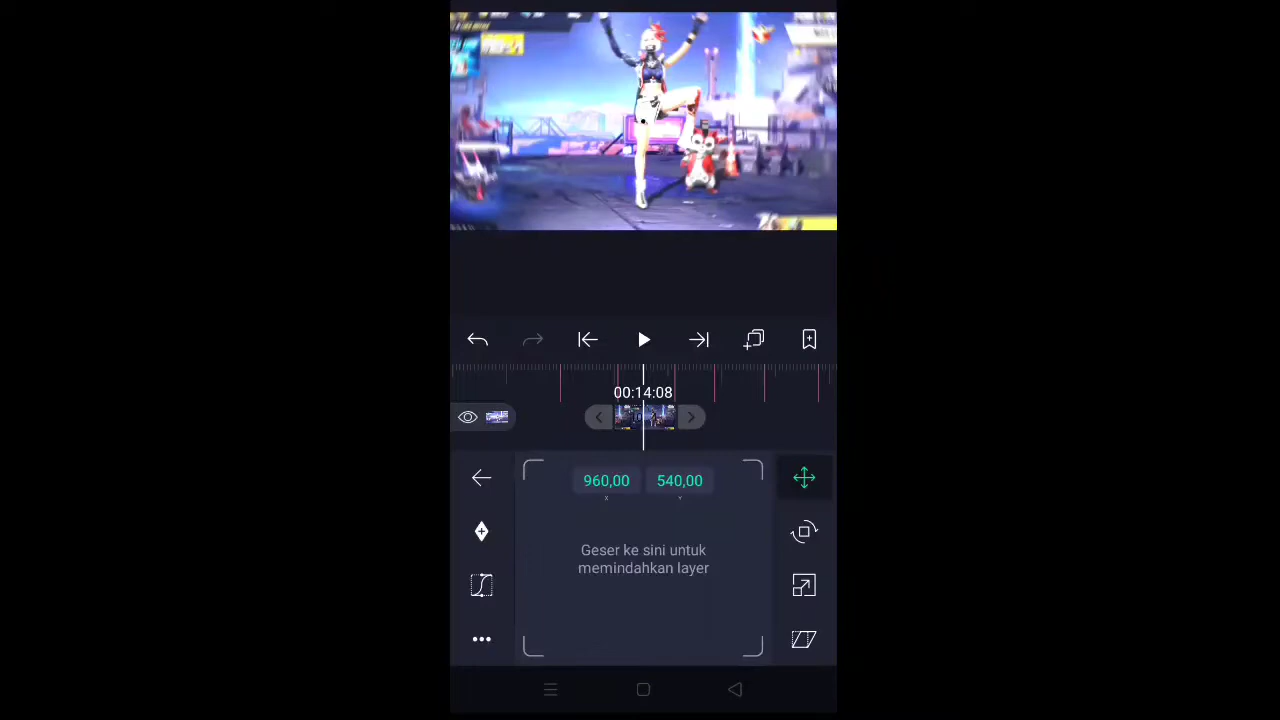 00:14:08
960,00 540,00
X Y
Geser ke sini untuk
memindahkan layer